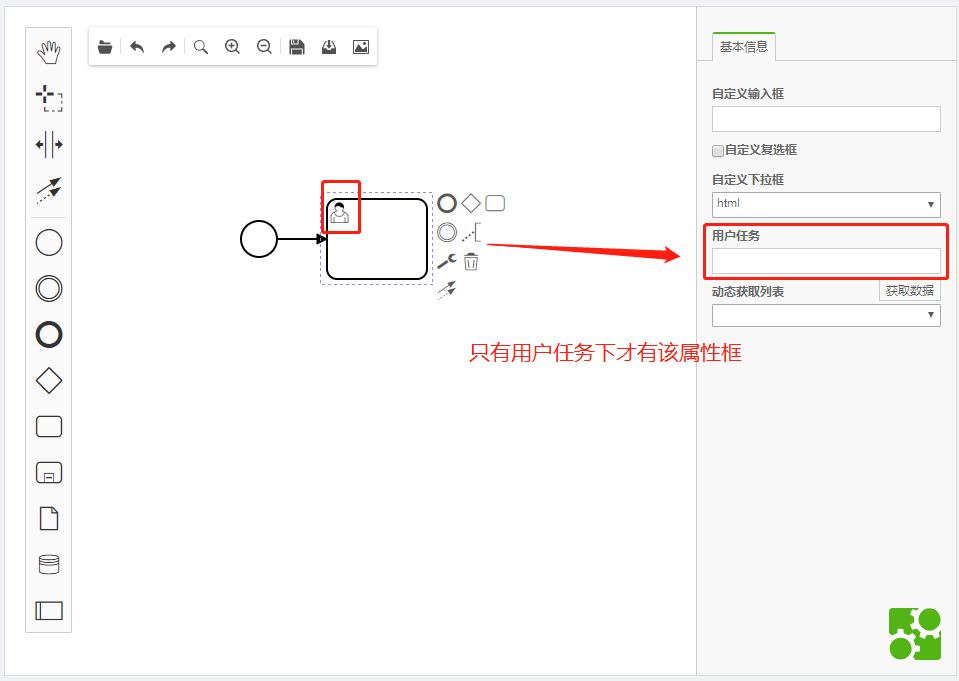 基本信息
自定义输入框
自定义复选框
自定义下拉框
html
用户任务
动态获取列表
获取数据
只有用户任务下才有该属性框